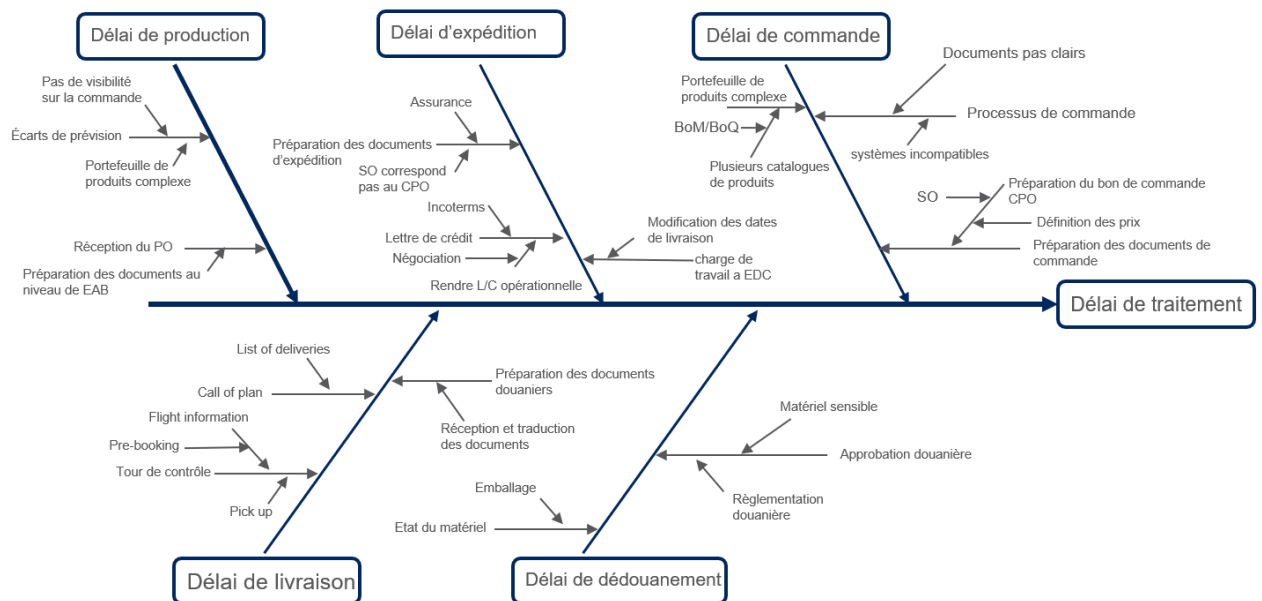 Délai de production
Délai d’expédition
Délai de commande
Pas de visibilité
sur la commande
Écarts de prévision
Portefeuille de
produits complexe
Réception du PO
Préparation des documents au
niveau de EAB
Assurance
Préparation des documents
d'expédition
SO correspond
pas au CPO
Incoterms
Lettre de crédit
Négociation
Rendre L/C opérationnelle
Modification des dates
de livraison
charge de
travail a EDC
Portefeuille de
produits complexe
BoM/BoQ
Plusieurs catalogues
de produits
Documents pas clairs
Processus de commande
systèmes incompatibles
SO
Préparation du bon de commande
CPO
Définition des prix
Préparation des documents de
commande
Délai de traitement
List of deliveries
Call of plan
Flight information
Pre-booking
Tour de contrôle
Pick up
Préparation des documents
douaniers
Réception et traduction
des documents
Matériel sensible
Approbation douanière
Règlementation
douanière
Emballage
Etat du matériel
Délai de livraison
Délai de dédouanement